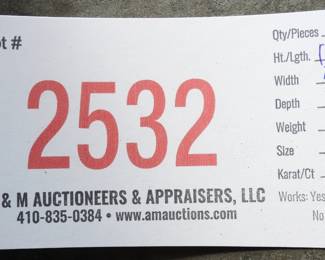 ot #
2532
& M AUCTIONEERS & APPRAISERS, LLC
410-835-0384 • www.amauctions.com
Qty/Pieces
Ht./Lgth.
Width
Depth
Weight
Size
Karat/Ct
Works: Yes
No